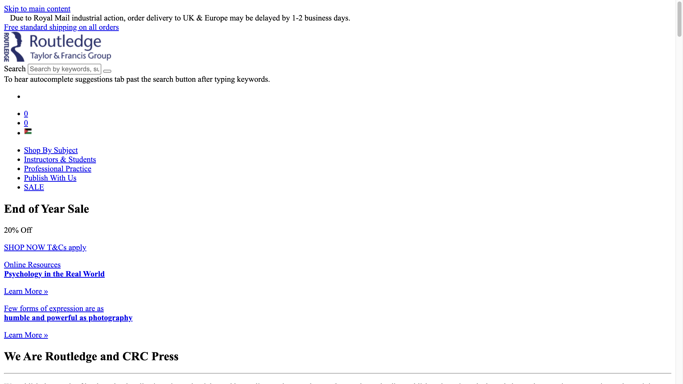 Skip to main content
Due to Royal Mail industrial action, order delivery to UK & Europe may be delayed by 1-2 business days.
Free standard shipping on all orders
ROUTLEDGE
Routledge
Taylor & Francis Group
Search Search by keywords, su
To hear autocomplete suggestions tab past the search button after typing keywords.
0
0
Shop By Subject
Instructors & Students
Professional Practice
Publish With Us
SALE
End of Year Sale
20% Off
SHOP NOW T&Cs apply
Online Resources
Psychology in the Real World
Learn More »
Few forms of expression are as
humble and powerful as photography
Learn More »
We Are Routledge and CRC Press